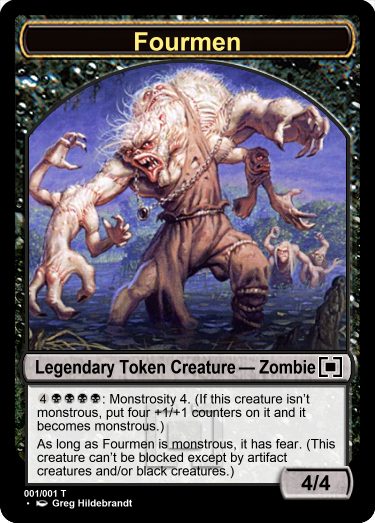 Fourmen
Legendary Token Creature — Zombie
4: Monstrosity 4. (If this creature isn't
monstrous, put four +1/+1 counters on it and it
becomes monstrous.)
As long as Fourmen is monstrous, it has fear. (This
creature can't be blocked except by artifact
creatures and/or black creatures.)
4/4
001/001 T
• Greg Hildebrandt